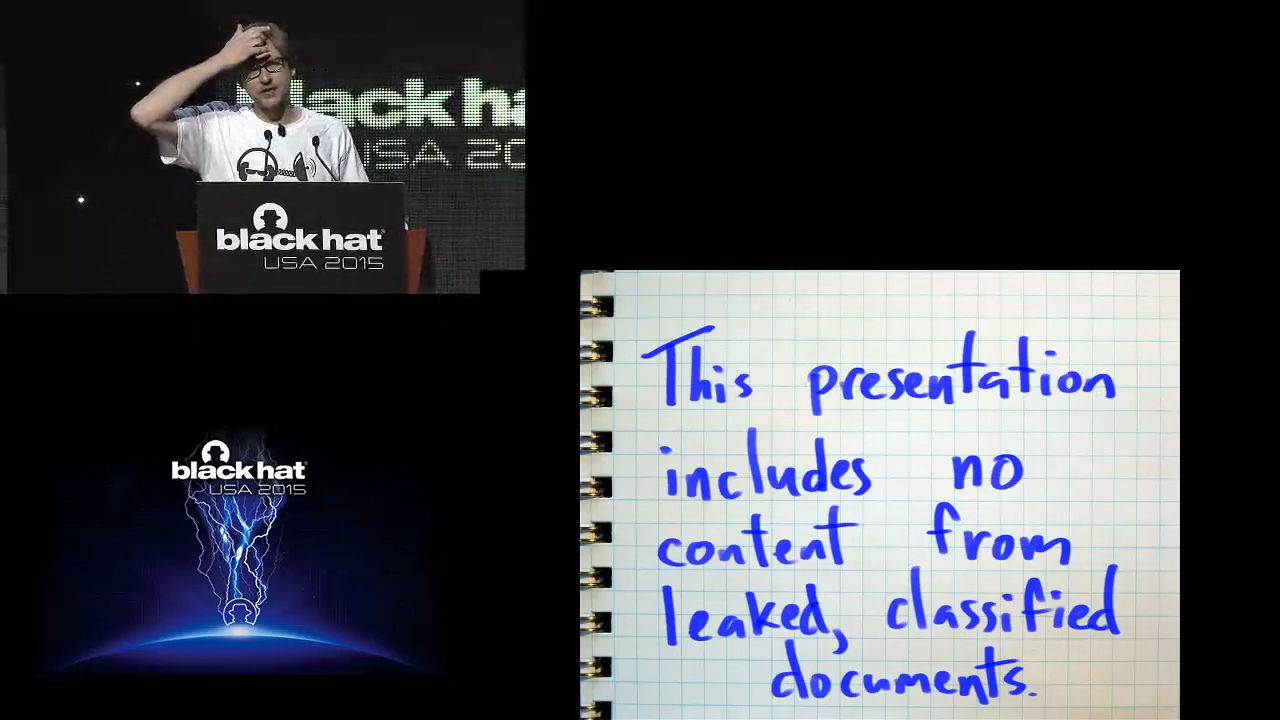 black ha
USA 20
black hat
USA 2015
black hat
USA 2015
This presentation
includes no
content from
leaked, classified
documents.